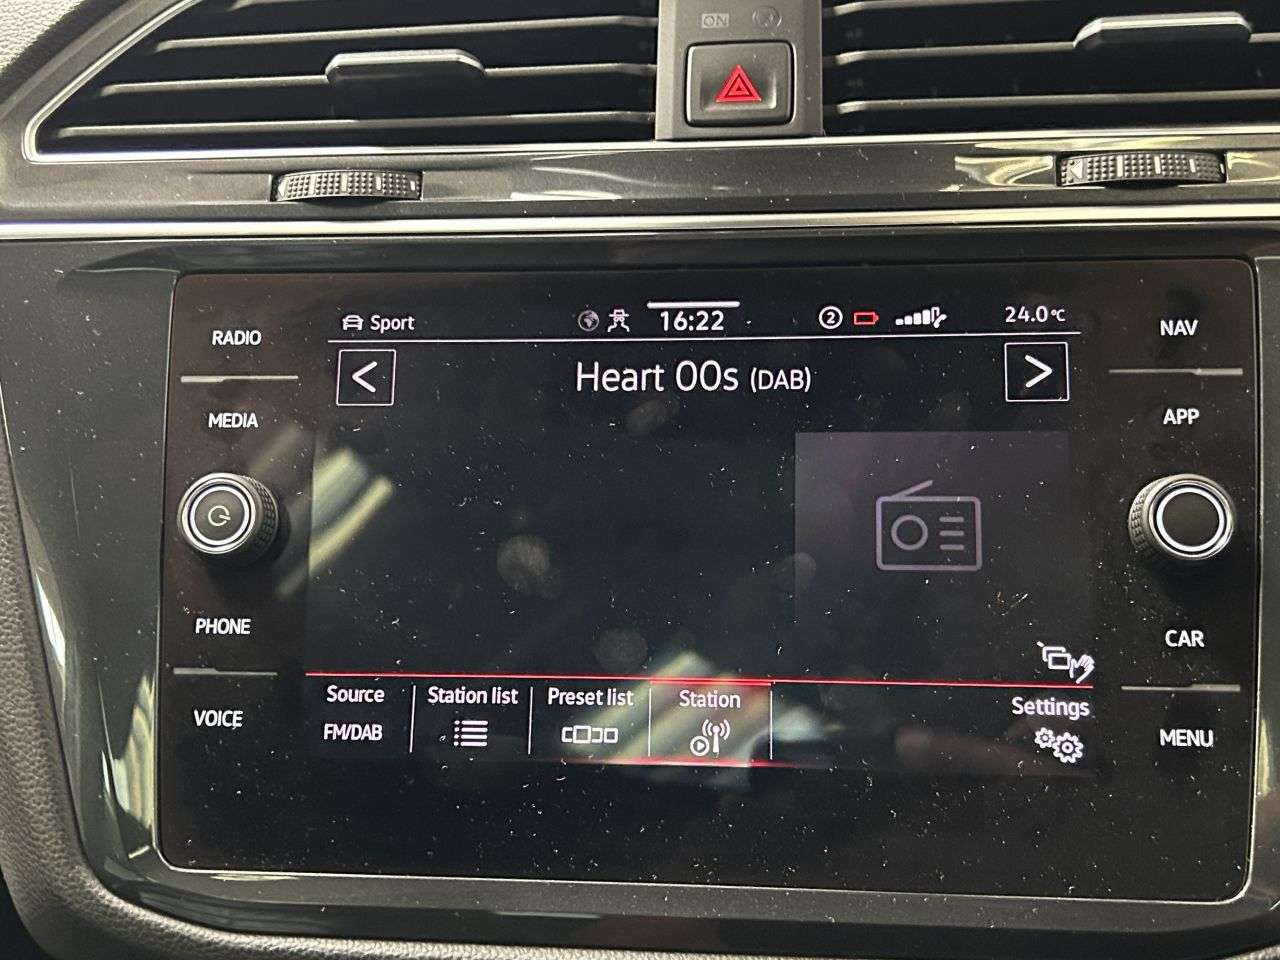 ON
RADIO
MEDIA
PHONE
VOICE
Sport
16:22
2
24.0°C
<
Heart 00s (DAB)
>
Source
FM/DAB
Station list
Preset list
Station
Settings
NAV
APP
CAR
MENU